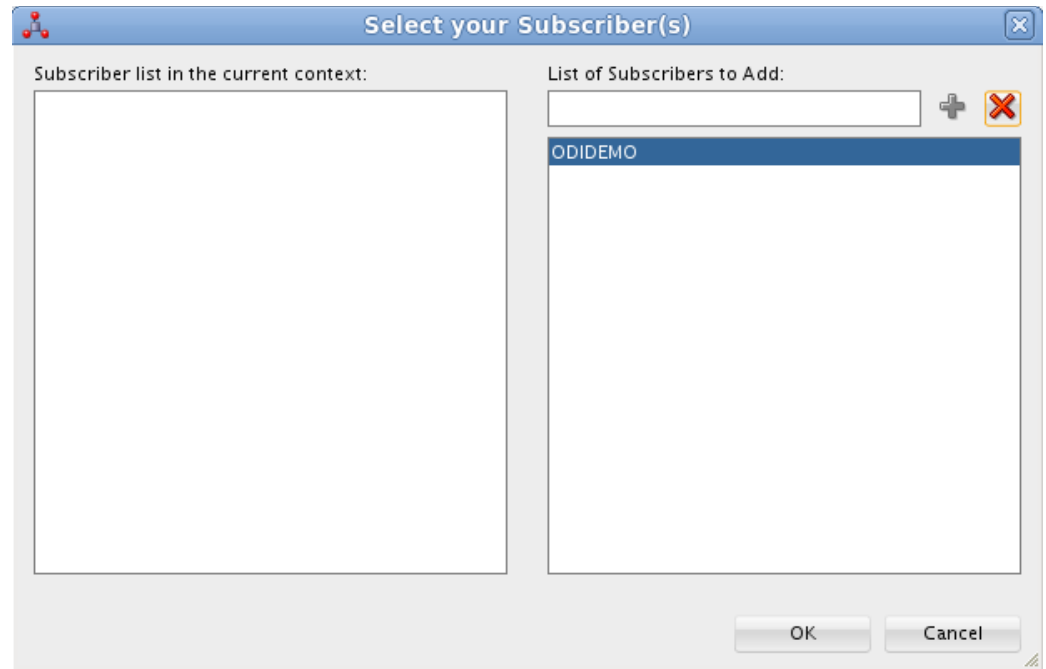 Select your Subscriber(s)
Subscriber list in the current context:
List of Subscribers to Add:
ODIDEMO
OK
Cancel